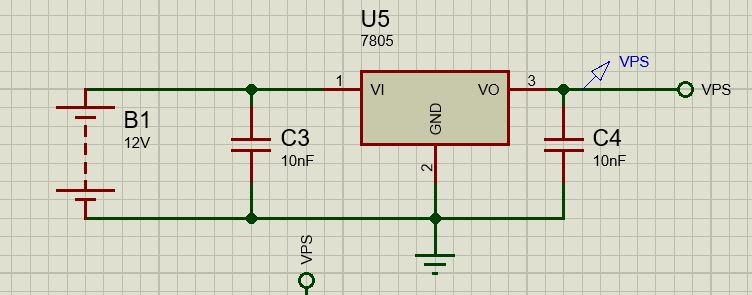 U5
7805
1
VI
VO
GND
3
2
VPS
VPS
B1
12V
C3
10nF
C4
10nF
VPS